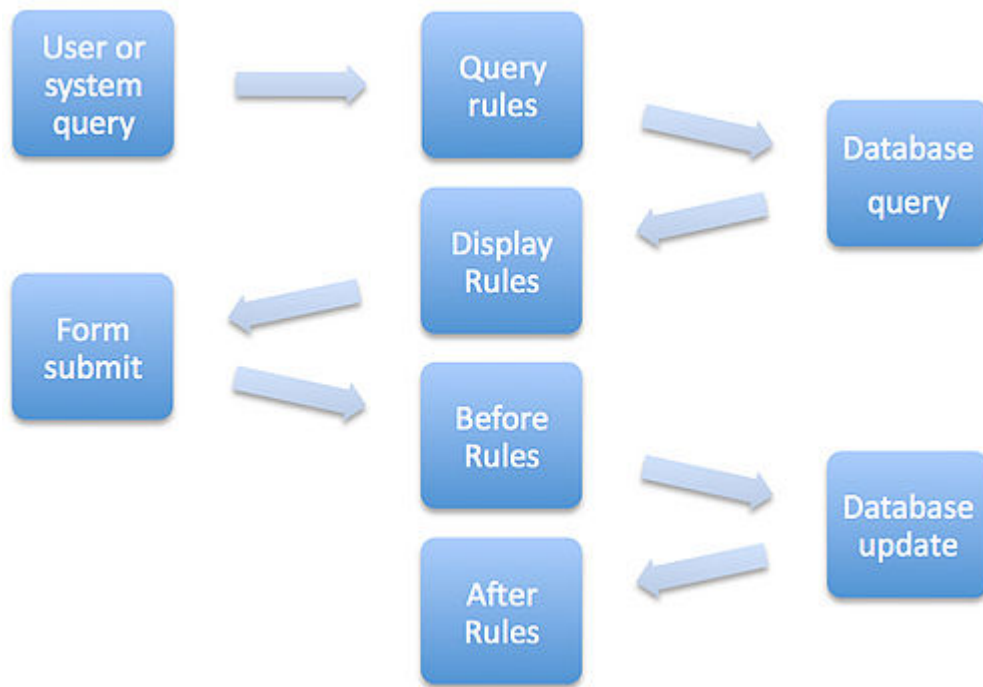 User or
system
query
Query
rules
Database
query
Display
Rules
Form
submit
Before
Rules
Database
update
After
Rules